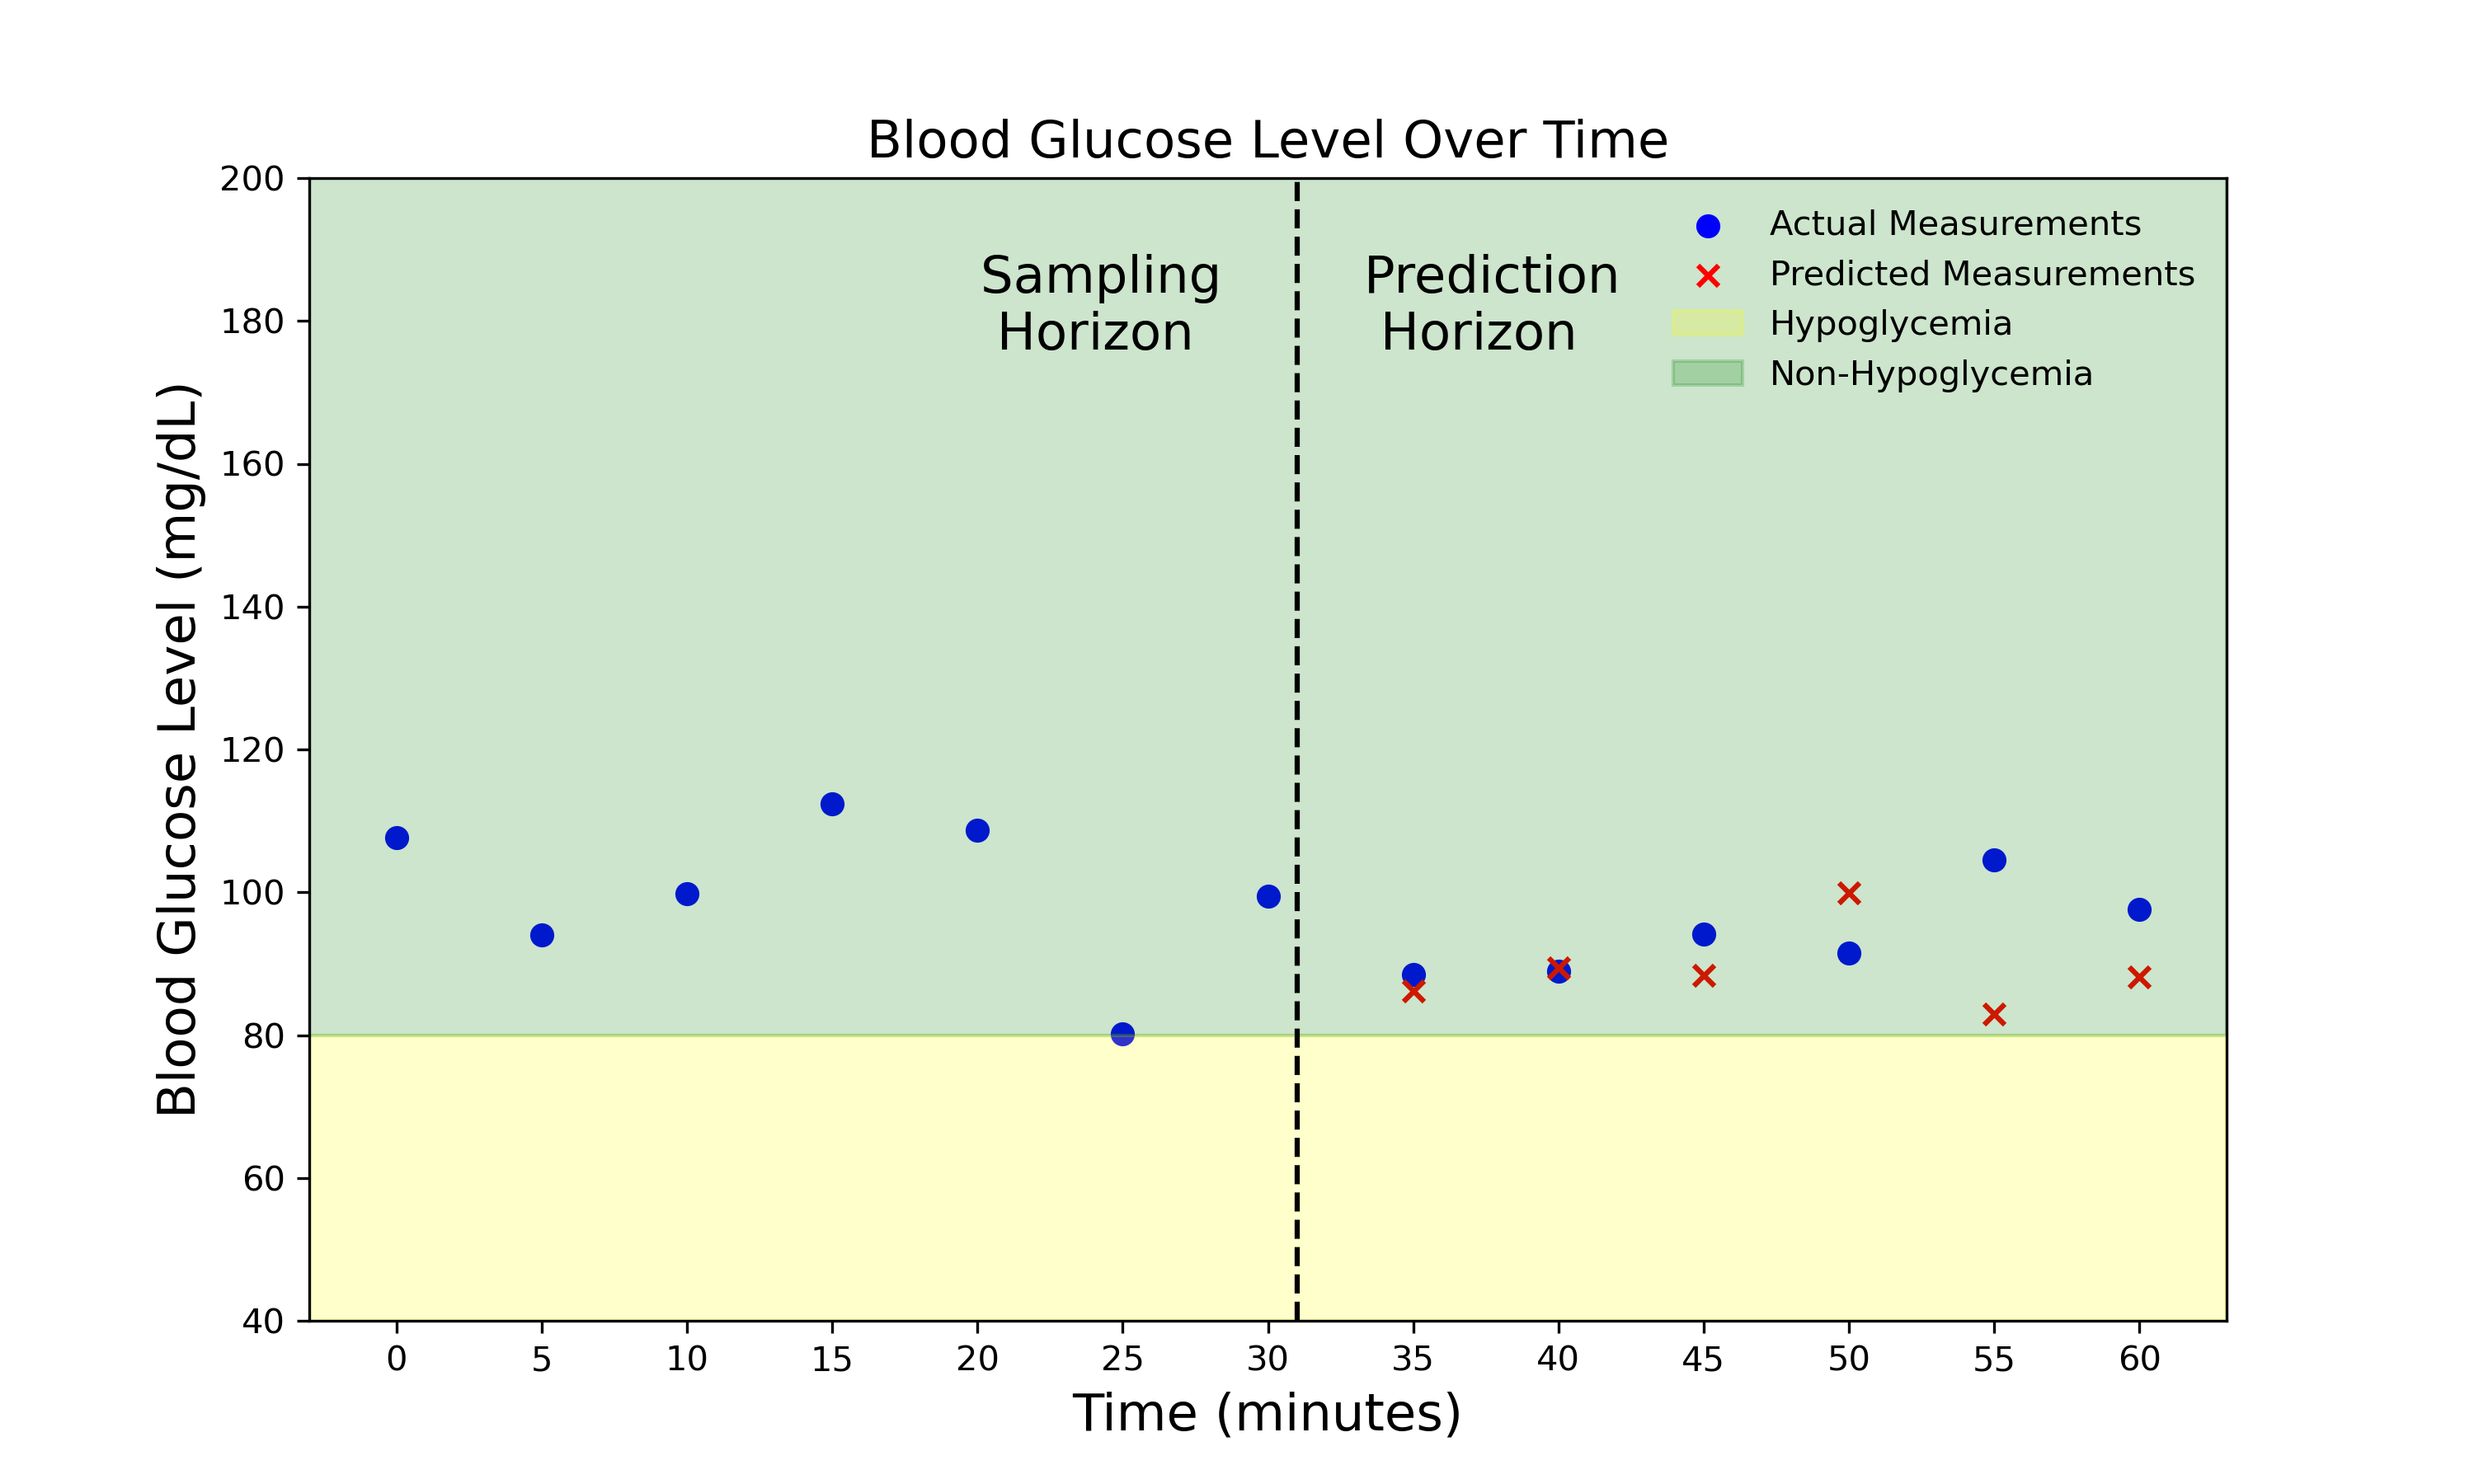 Blood Glucose Level Over Time
200
180
160
140
120
100
80
60
40
Blood Glucose Level (mg/dL)
Sampling
Horizon
Prediction
Horizon
Actual Measurements
Predicted Measurements
Hypoglycemia
Non-Hypoglycemia
0 5 10 15 20 25 30 35 40 45 50 55 60
Time (minutes)